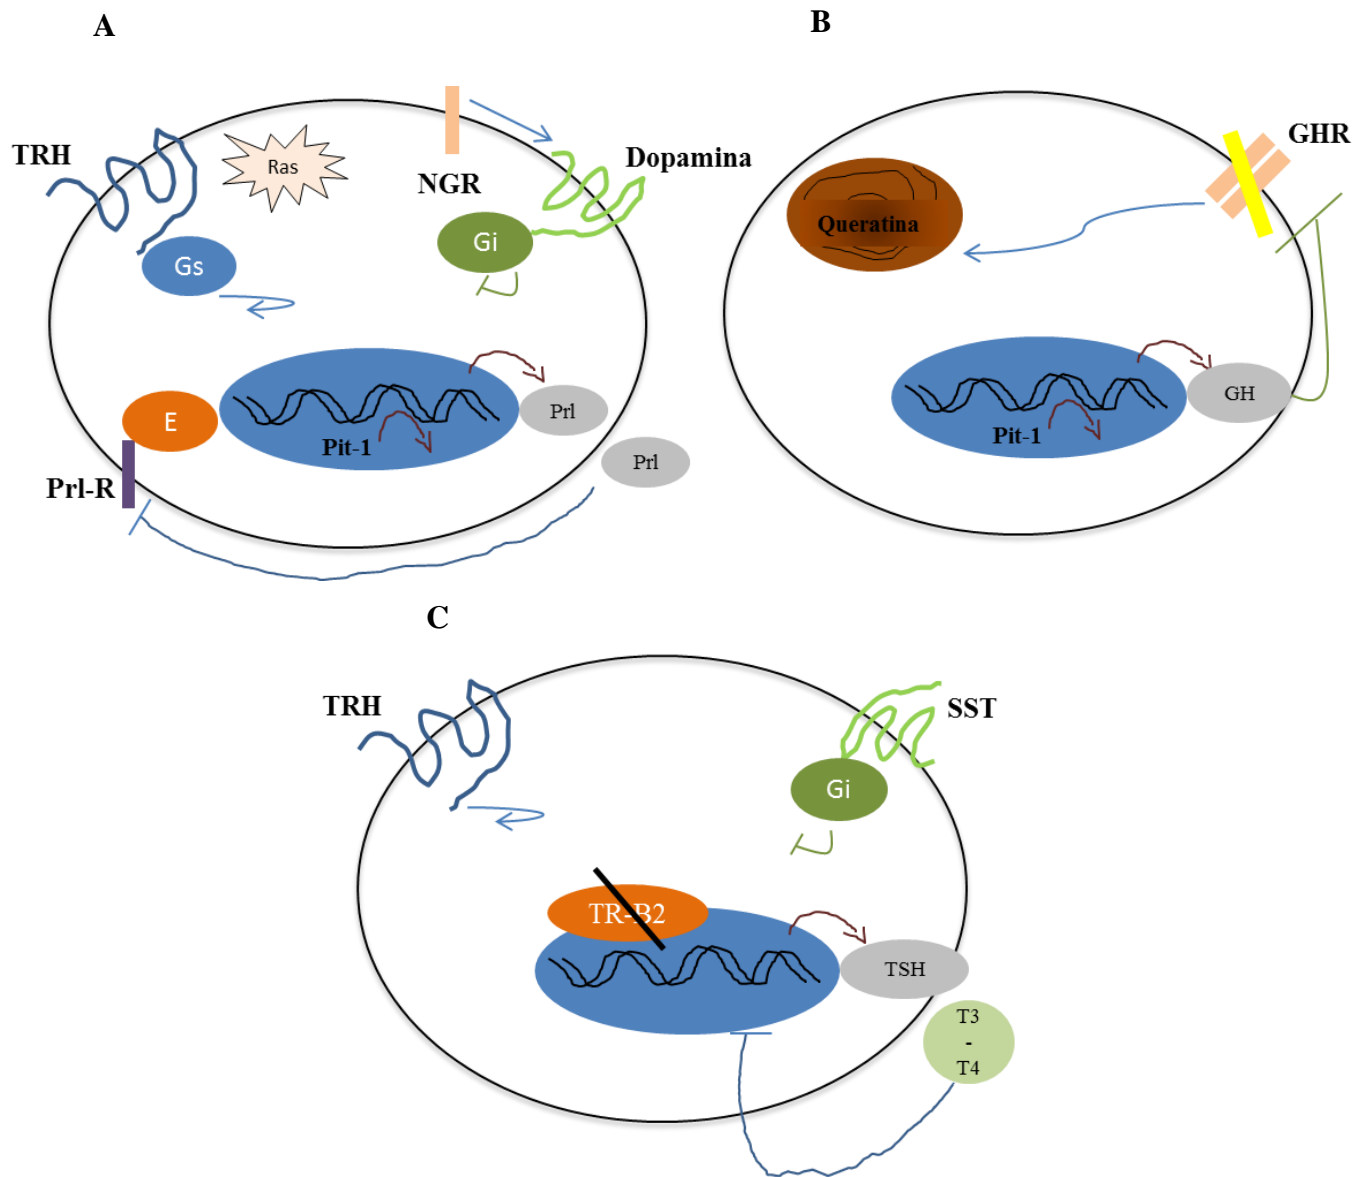 A
TRH
Ras
NGR
Dopamina
Gs
Gi
E
Pit-1
Prl
Prl
Prl-R
B
GHR
Queratina
Pit-1
GH
C
TRH
SST
Gi
TR-B2
TSH
T3
-
T4